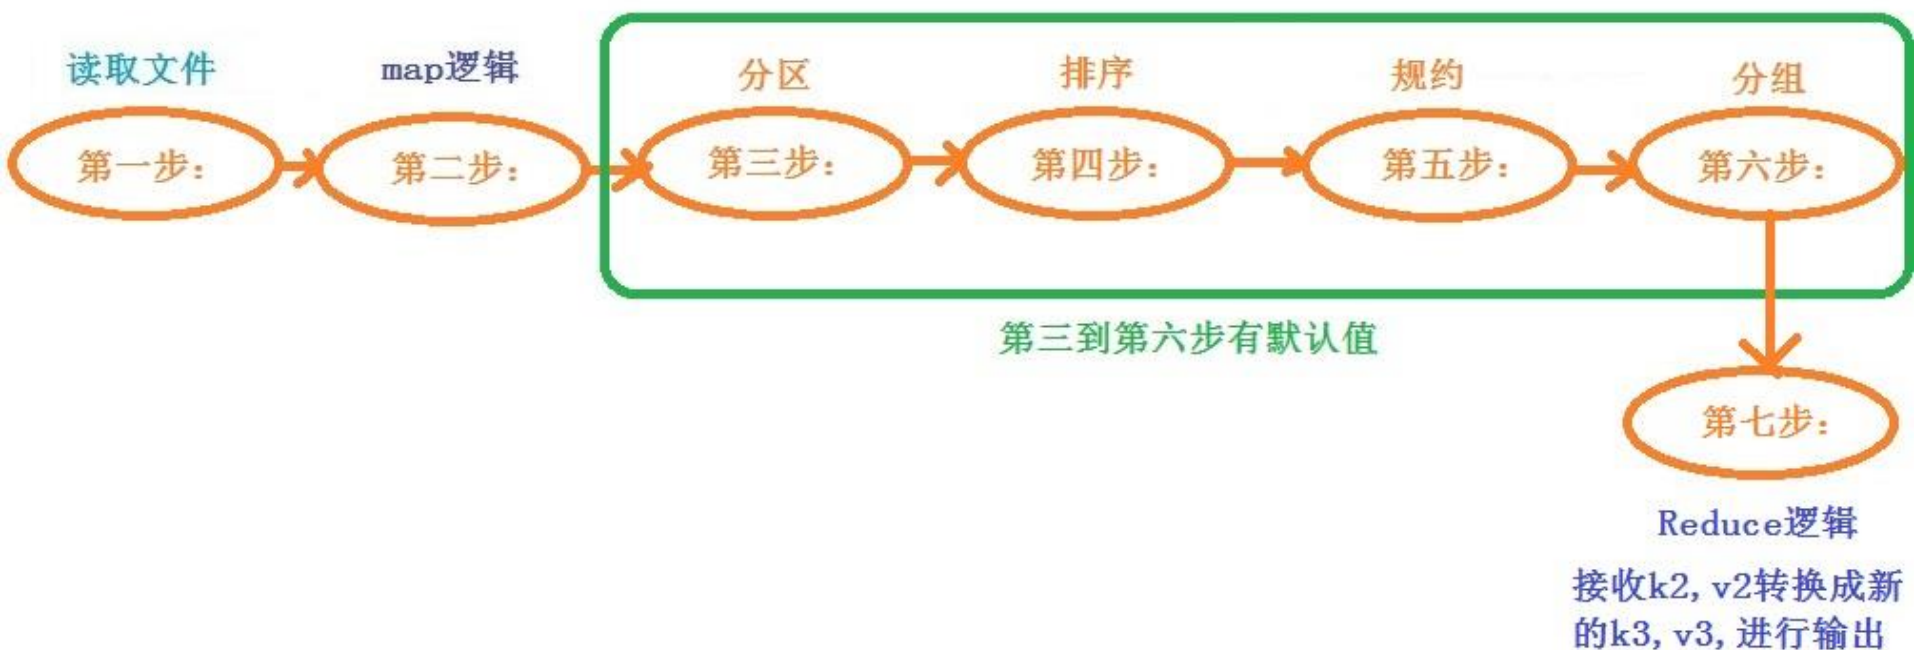 读取文件
map逻辑
分区
排序
规约
分组
第一步：
第二步：
第三步：
第四步：
第五步：
第六步：
第三到第六步有默认值
第七步：
Reduce逻辑
接收k2, v2转换成新
的k3, v3, 进行输出